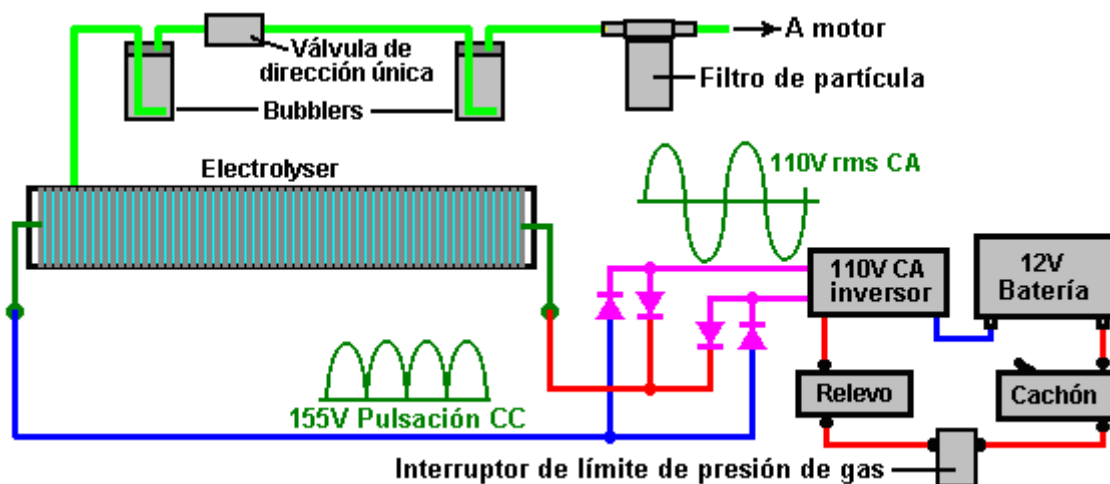 A motor
Válvula de
dirección única
Filtro de partícula
Bubblers
Electrolyser
110V rms CA
110V CA
inversor
12V
Batería
155V Pulsación CC
Relevo
Cachón
Interruptor de límite de presión de gas